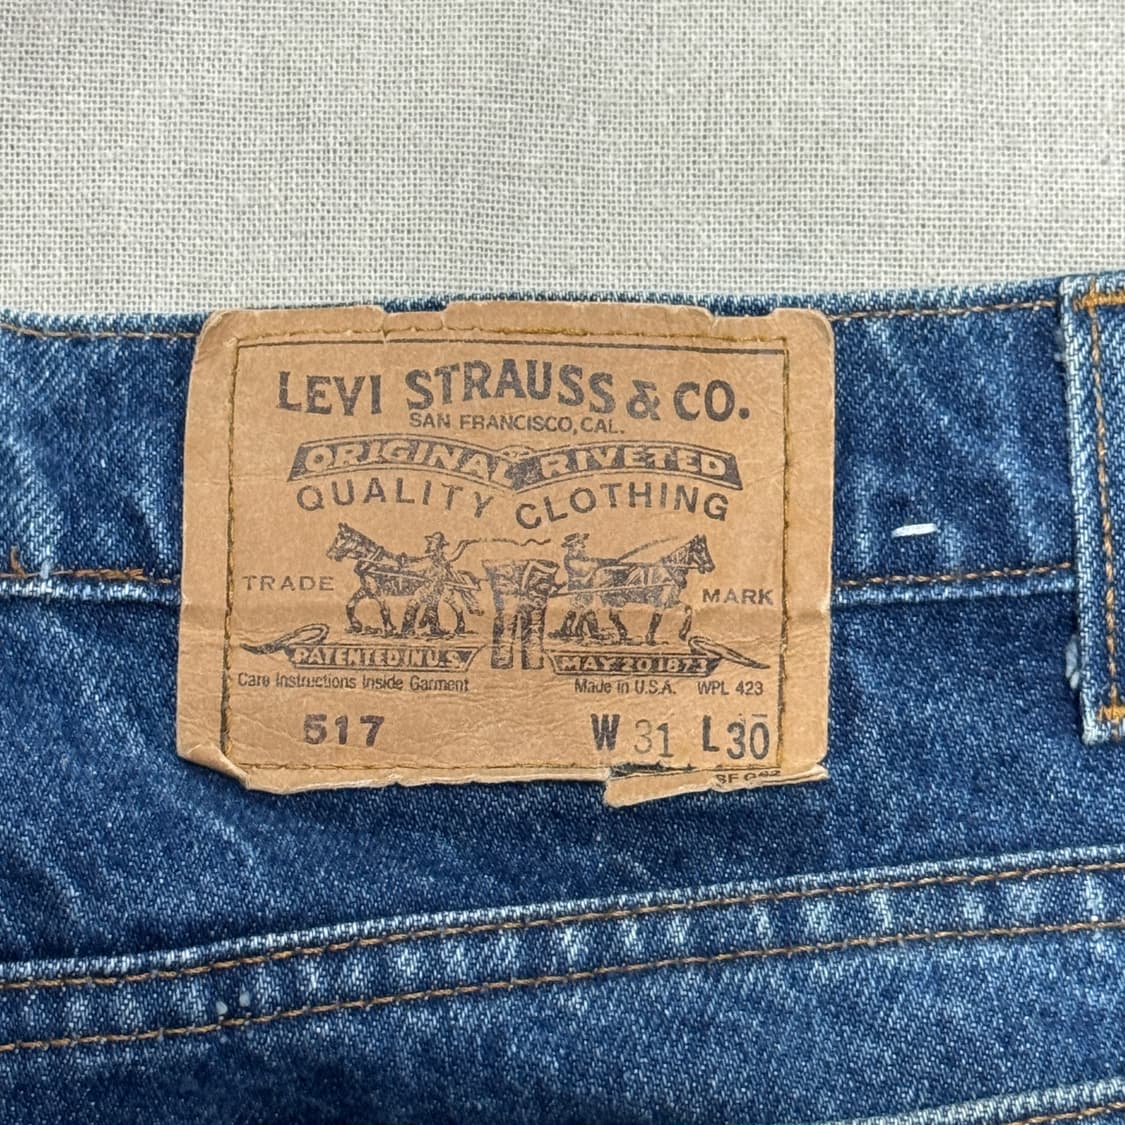 LEVI STRAUSS & CO.
SAN FRANCISCO, CAL.
ORIGINAL RIVETED
QUALITY CLOTHING
TRADE MARK
PATENTED IN U.S. MAY 20 1873
Care Instructions Inside Garment Made in U.S.A. WPL 423
517 W 31 L 30
SF